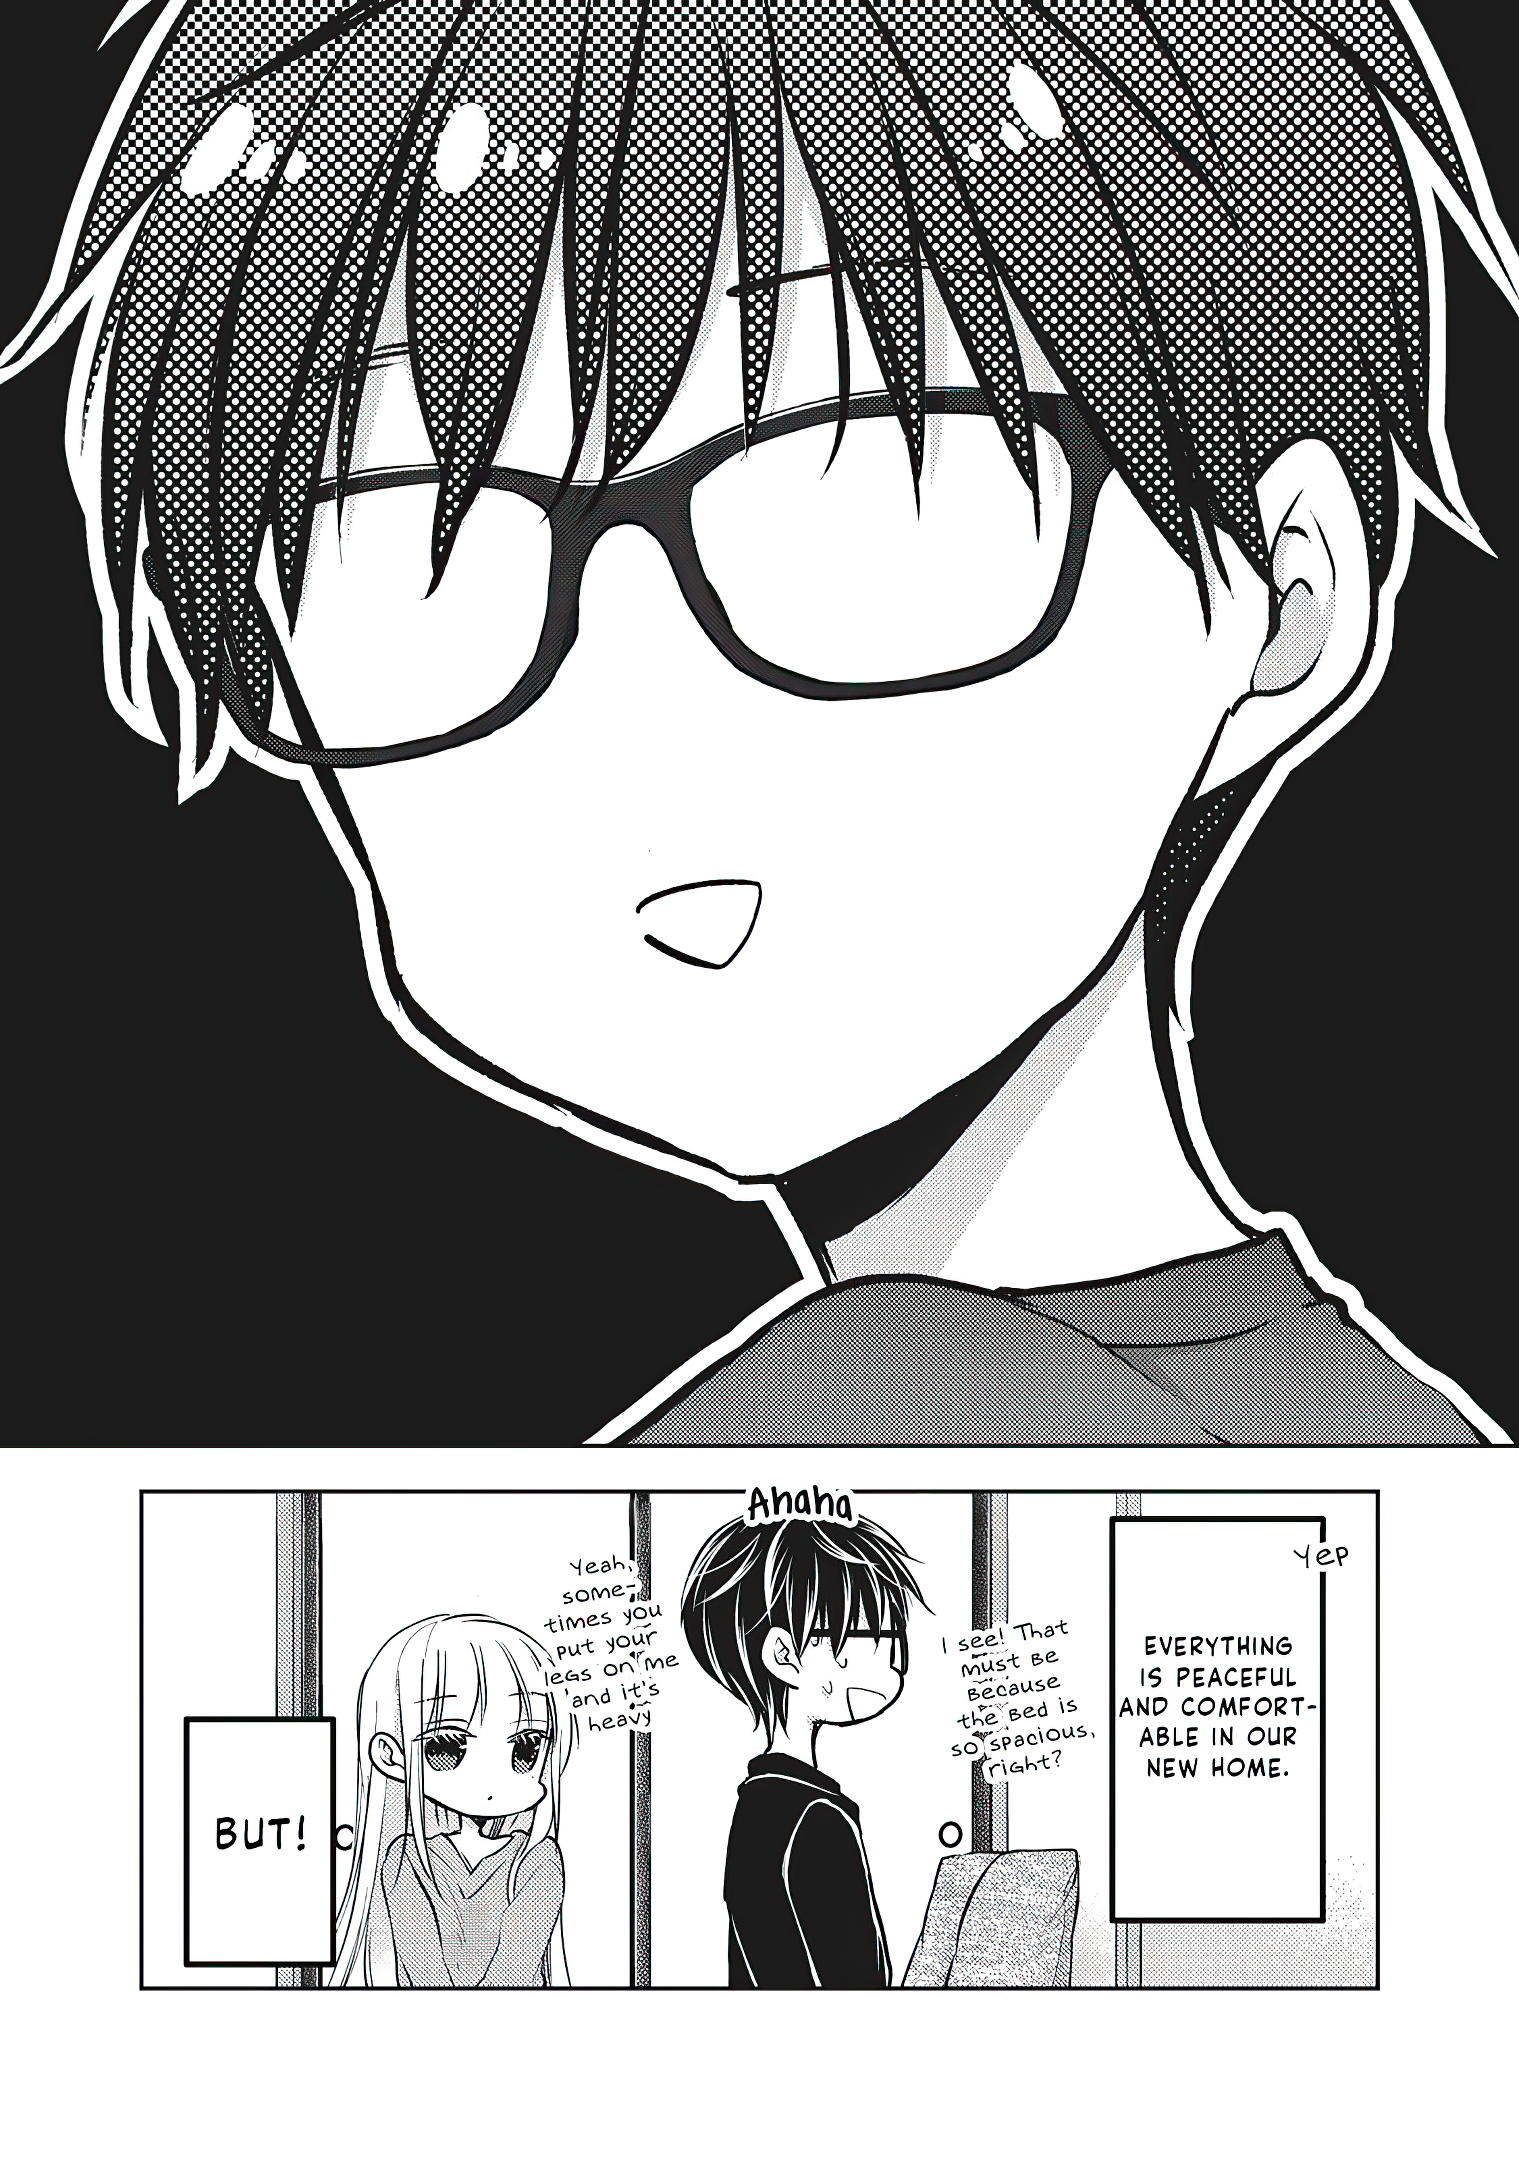 Yep
EVERYTHING
IS PEACEFUL
AND COMFORT-
ABLE IN OUR
NEW HOME.
I see! That
must be
because
the bed is
so spacious,
right?
Ahaha
Yeah,
some-
times you
put your
legs on me
and it's
heavy
BUT!